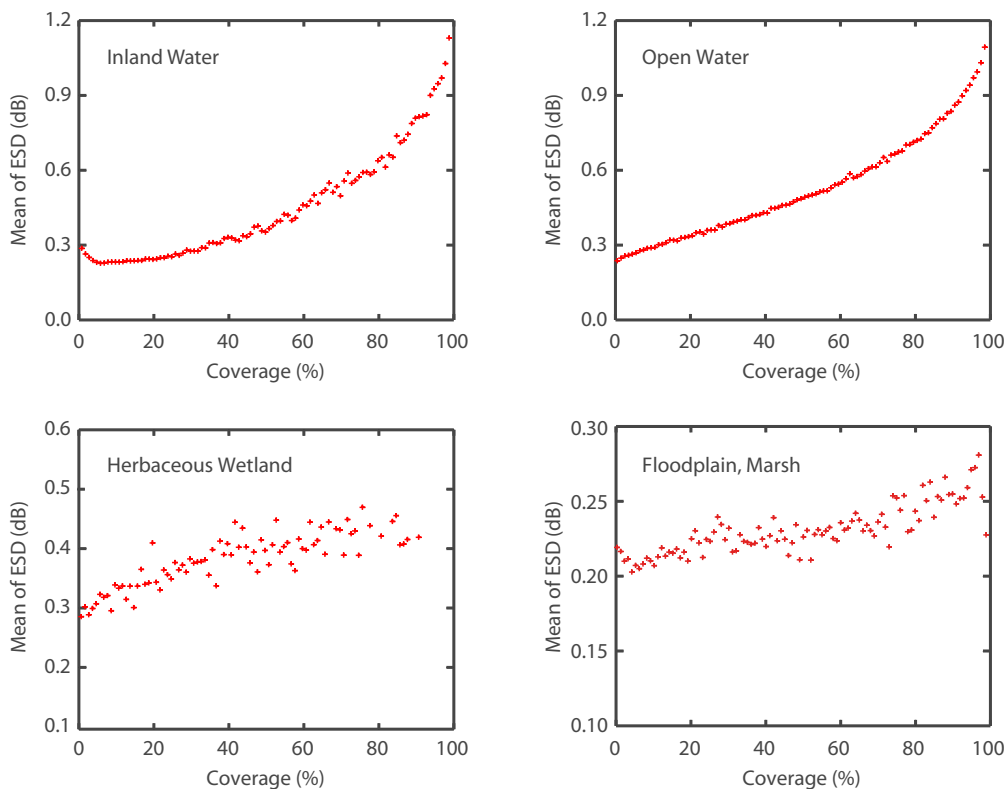 Inland Water
Mean of ESD (dB)
1.2
0.9
0.6
0.3
0.0
0 20 40 60 80 100
Coverage (%)
Open Water
Mean of ESD (dB)
1.2
0.9
0.6
0.3
0.0
0 20 40 60 80 100
Coverage (%)
Herbaceous Wetland
Mean of ESD (dB)
0.6
0.5
0.4
0.3
0.2
0.1
0 20 40 60 80 100
Coverage (%)
Floodplain, Marsh
Mean of ESD (dB)
0.30
0.25
0.20
0.15
0.10
0 20 40 60 80 100
Coverage (%)